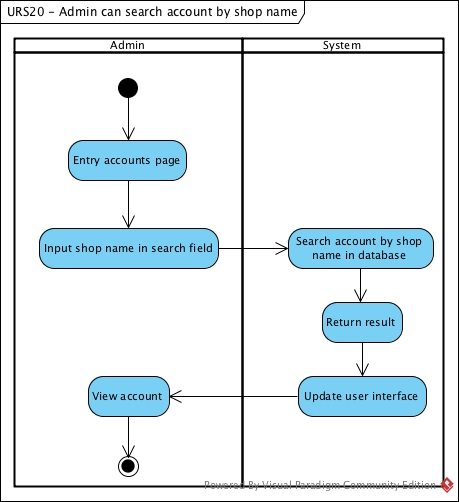 URS20 - Admin can search account by shop name
Admin
System
Entry accounts page
Input shop name in search field
Search account by shop
name in database
Return result
Update user interface
View account
Powered By Visual Paradigm Community Edition